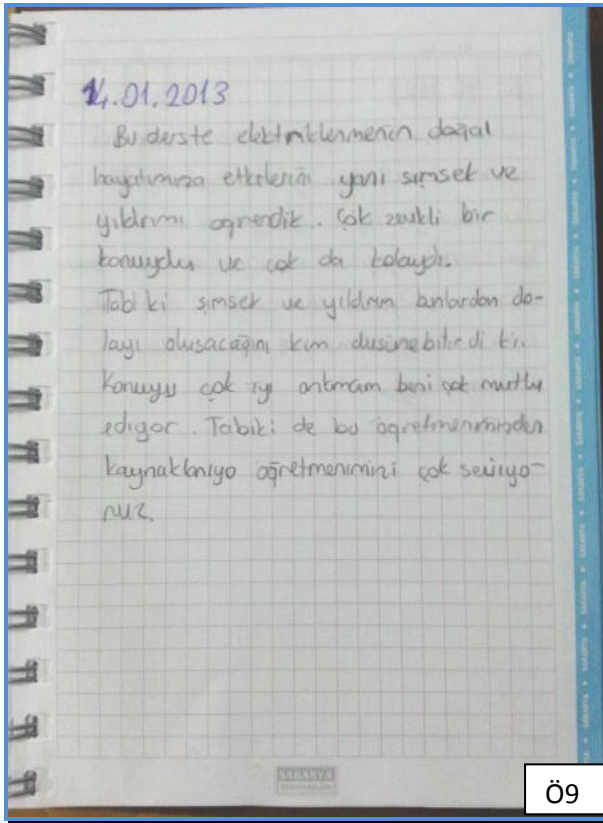 14.01.2013
Bu derste elektriklenmenin doğal
hayatımıza etkilerini yani şimşek ve
yıldırımı öğrendik. Çok zevkli bir
konuydu ve çok da kolaydı.
Tabi ki şimşek ve yıldırım bunlardan do-
layı oluşacağını kim düşünebilirdi ki.
Konuyu çok iyi anlamam beni çok mutlu
ediyor. Tabiki de bu öğretmenimizden
kaynaklanıyo öğretmenimizi çok seviyo-
ruz.
SAKARYA
Ö9